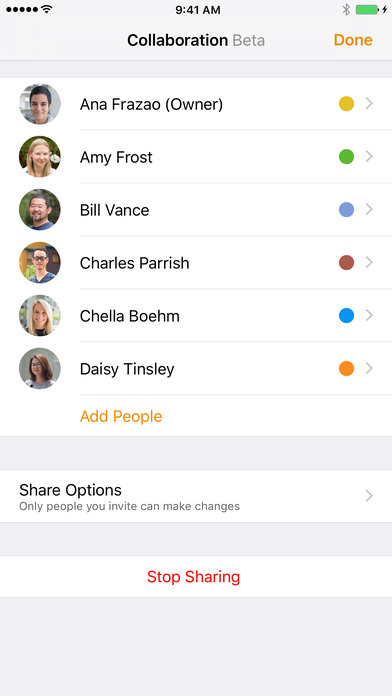 9:41 AM
Collaboration Beta
Done
Ana Frazao (Owner)
Amy Frost
Bill Vance
Charles Parrish
Chella Boehm
Daisy Tinsley
Add People
Share Options
Only people you invite can make changes
Stop Sharing